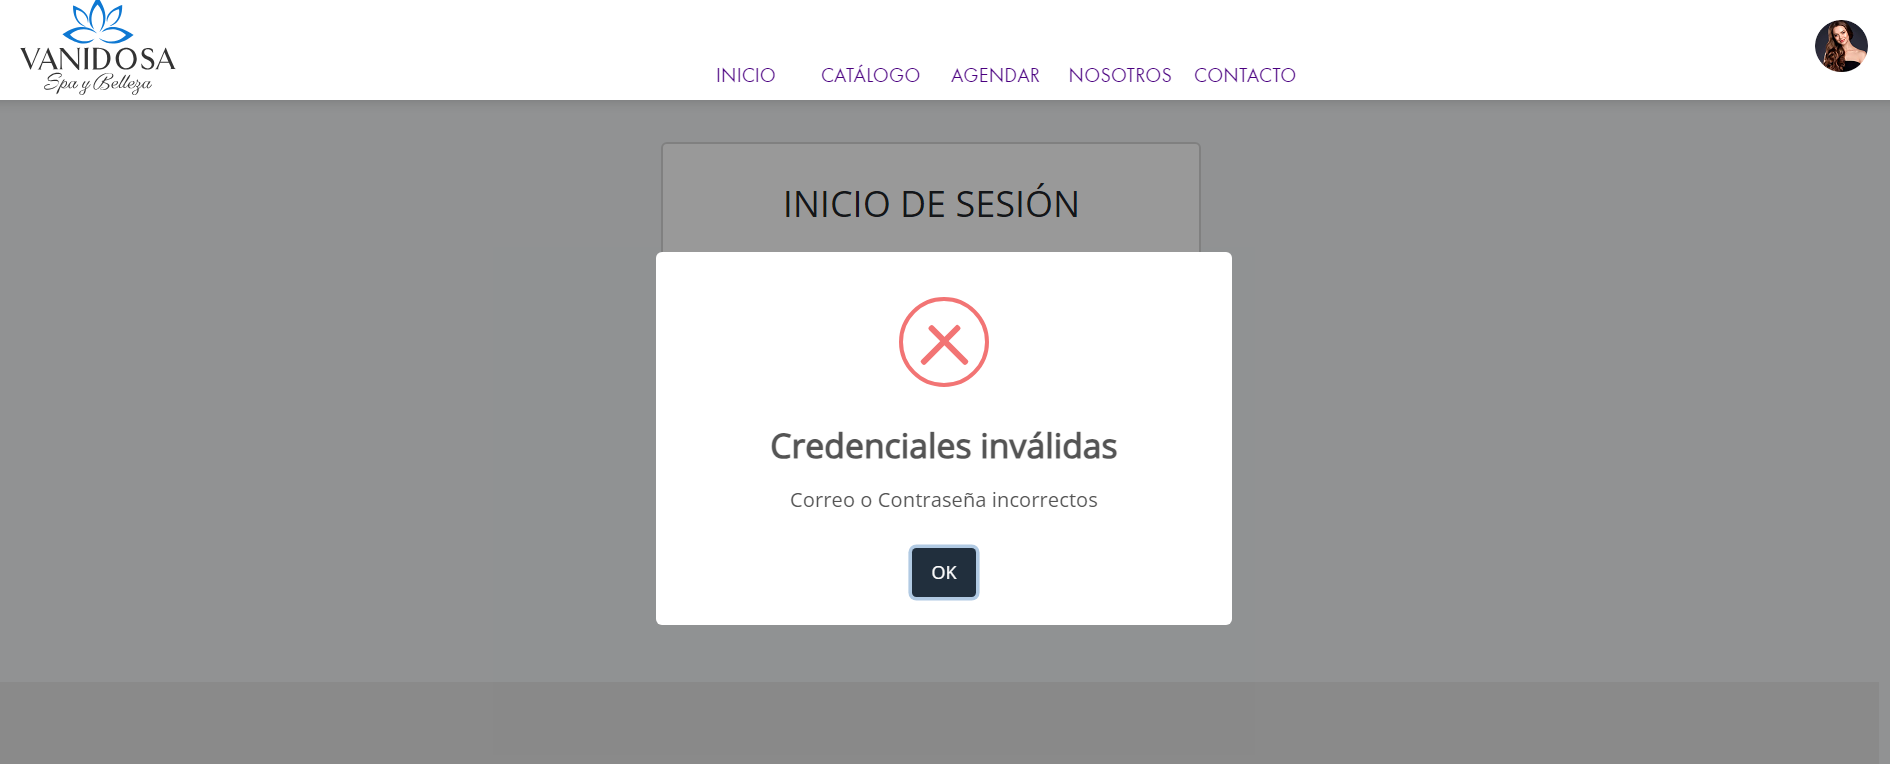 VANIDOSA
Spa y Belleza
INICIO CATÁLOGO AGENDAR NOSOTROS CONTACTO
INICIO DE SESIÓN
Credenciales inválidas
Correo o Contraseña incorrectos
OK